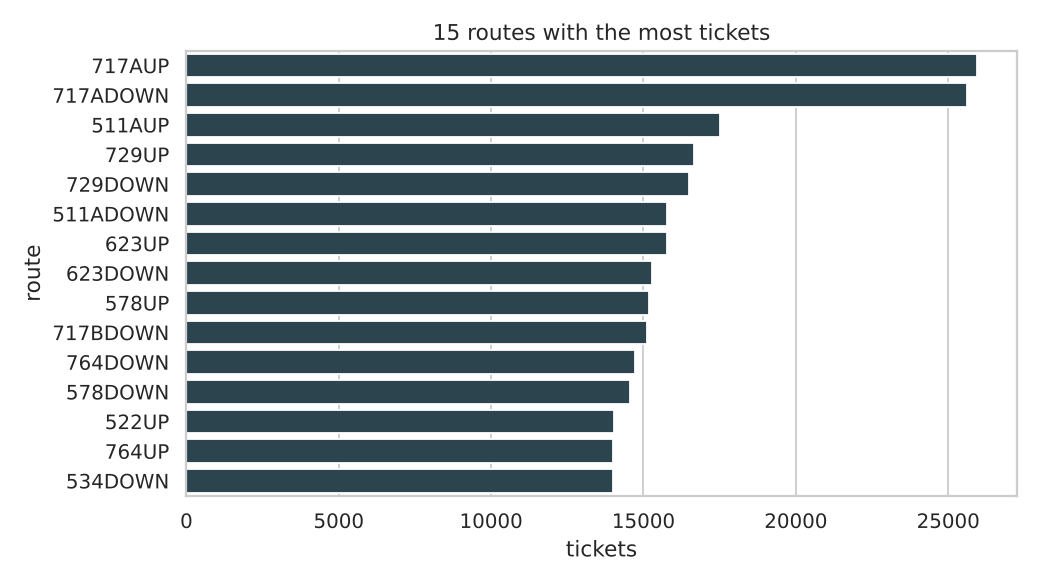 15 routes with the most tickets
route
717AUP
717ADOWN
511AUP
729UP
729DOWN
511ADOWN
623UP
623DOWN
578UP
717BDOWN
764DOWN
578DOWN
522UP
764UP
534DOWN
0 5000 10000 15000 20000 25000
tickets